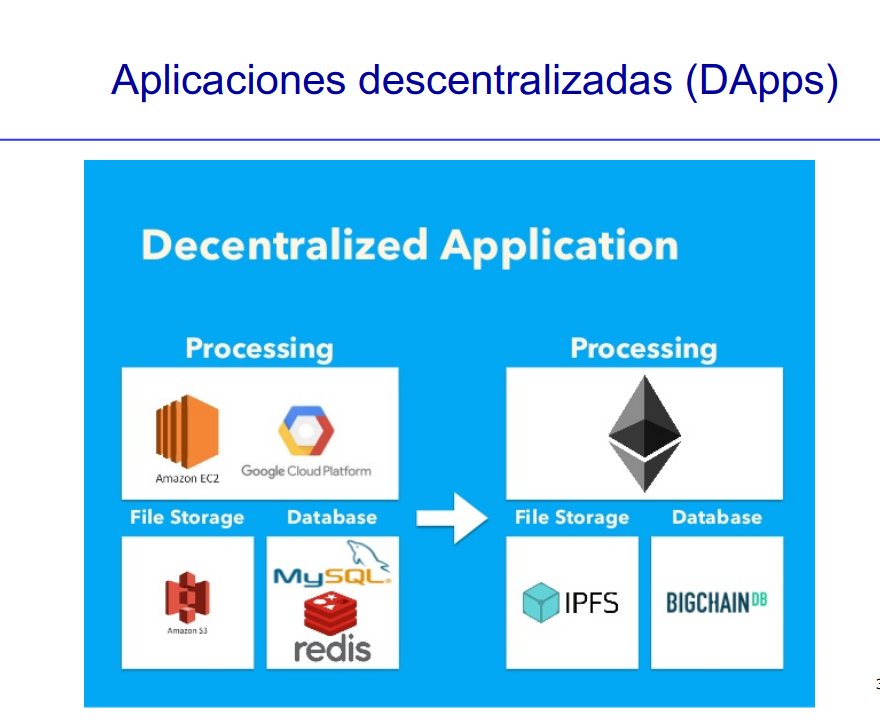 Aplicaciones descentralizadas (DApps)
Decentralized Application
Processing
Amazon EC2
Google Cloud Platform
File Storage
Database
Amazon S3
MySQL®
redis
Processing
File Storage
Database
IPFS
BIGCHAINDB